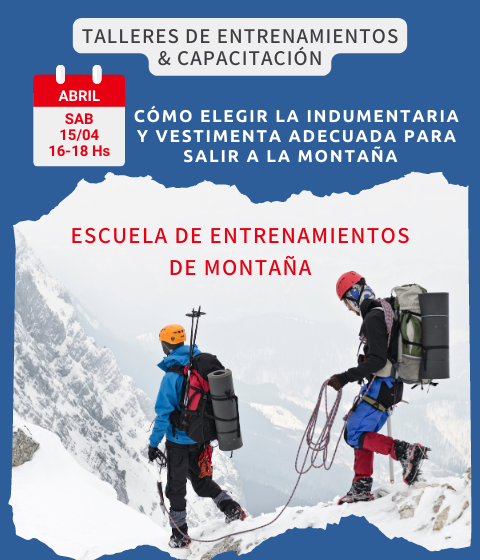 TALLERES DE ENTRENAMIENTOS
& CAPACITACIÓN
ABRIL
SAB
15/04
16-18 Hs
CÓMO ELEGIR LA INDUMENTARIA
Y VESTIMENTA ADECUADA PARA
SALIR A LA MONTAÑA
ESCUELA DE ENTRENAMIENTOS
DE MONTAÑA